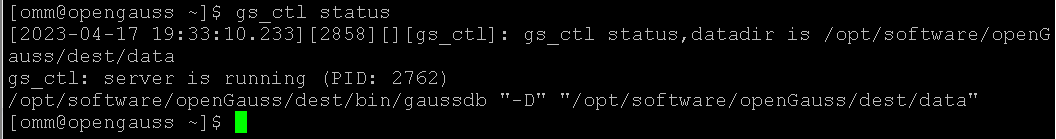 [omm@opengauss ~]$ gs_ctl status
[2023-04-17 19:33:10.233][2858][][gs_ctl]: gs_ctl status,datadir is /opt/software/openG
auss/dest/data
gs_ctl: server is running (PID: 2762)
/opt/software/openGauss/dest/bin/gaussdb "-D" "/opt/software/openGauss/dest/data"
[omm@opengauss ~]$